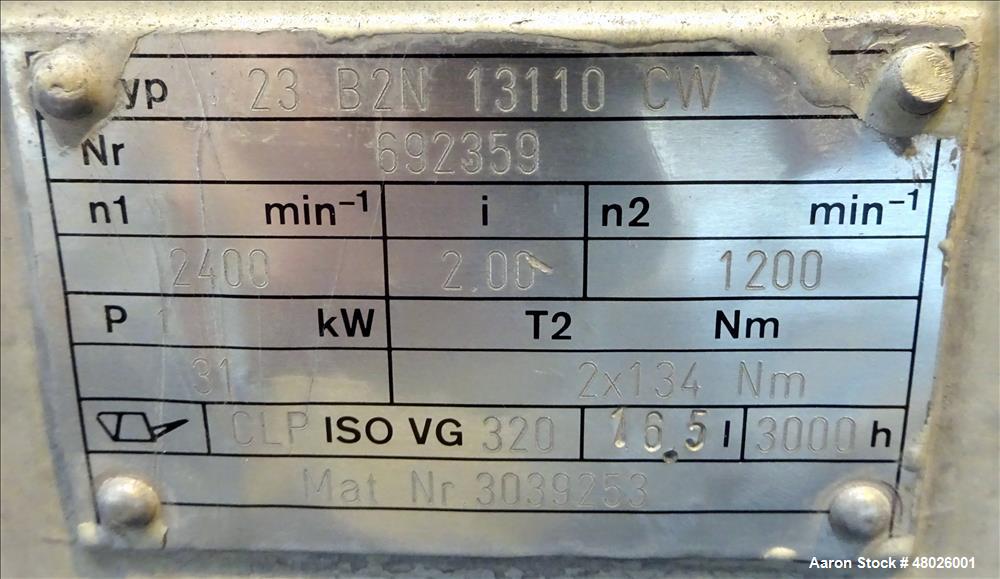 yp 23 B2N 13110 CW
Nr 692359
n1 min⁻¹ i n2 min⁻¹
2400 2.00 1200
P kW T2 Nm
31 2x134 Nm
CLP ISO VG 320 16.5 l 3000 h
Mat Nr.3039253
Aaron Stock # 48026001